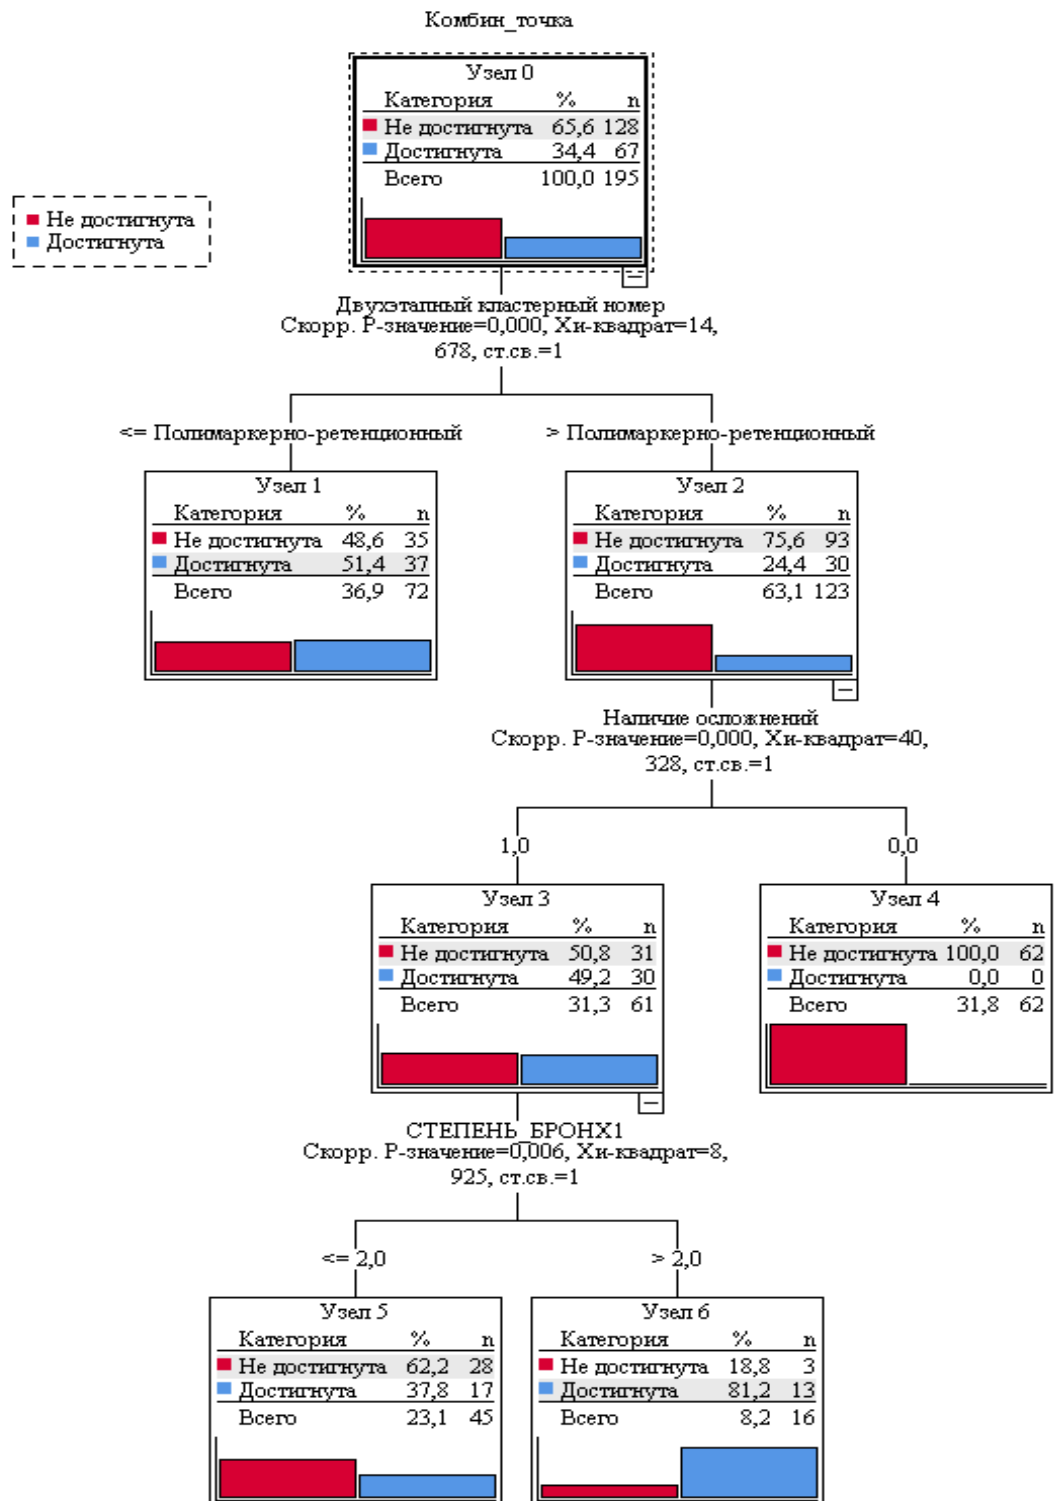 Комбин_точка
Узел 0
Категория % n
Не достигнута 65,6 128
Достигнута 34,4 67
Всего 100,0 195
Не достигнута
Достигнута
Двухэтапный кластерный номер
Скорр. P-значение=0,000, Хи-квадрат=14,
678, ст.св.=1
<= Полимаркерно-ретенционный
> Полимаркерно-ретенционный
Узел 1
Категория % n
Не достигнута 48,6 35
Достигнута 51,4 37
Всего 36,9 72
Узел 2
Категория % n
Не достигнута 75,6 93
Достигнута 24,4 30
Всего 63,1 123
Наличие осложнений
Скорр. P-значение=0,000, Хи-квадрат=40,
328, ст.св.=1
1,0
0,0
Узел 3
Категория % n
Не достигнута 50,8 31
Достигнута 49,2 30
Всего 31,3 61
Узел 4
Категория % n
Не достигнута 100,0 62
Достигнута 0,0 0
Всего 31,8 62
СТЕПЕНЬ_БРОНХ1
Скорр. P-значение=0,006, Хи-квадрат=8,
925, ст.св.=1
<= 2,0
> 2,0
Узел 5
Категория % n
Не достигнута 62,2 28
Достигнута 37,8 17
Всего 23,1 45
Узел 6
Категория % n
Не достигнута 18,8 3
Достигнута 81,2 13
Всего 8,2 16